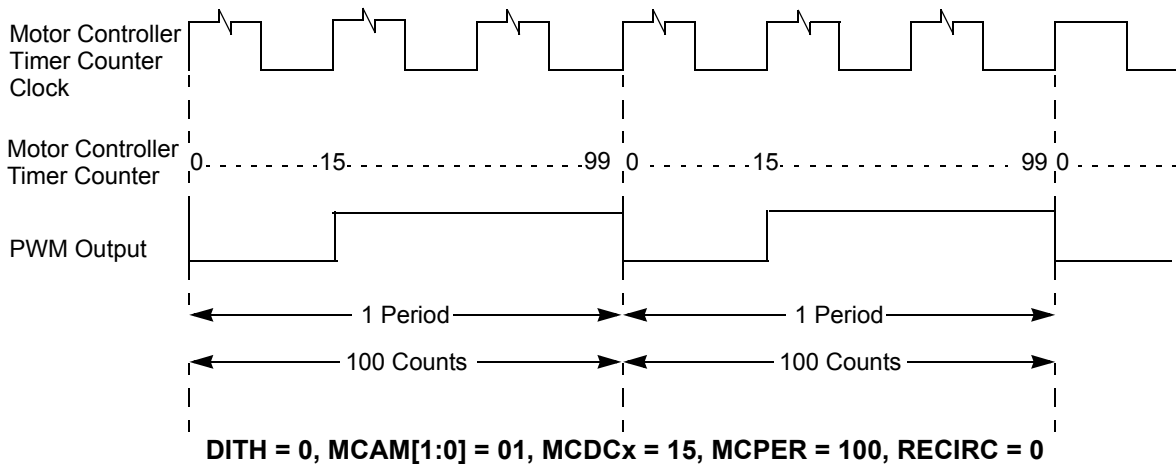 Motor Controller
Timer Counter
Clock
Motor Controller
Timer Counter
0 15 99 0 15 99 0
PWM Output
1 Period 1 Period
100 Counts 100 Counts
DITH = 0, MCAM[1:0] = 01, MCDCx = 15, MCPER = 100, RECIRC = 0